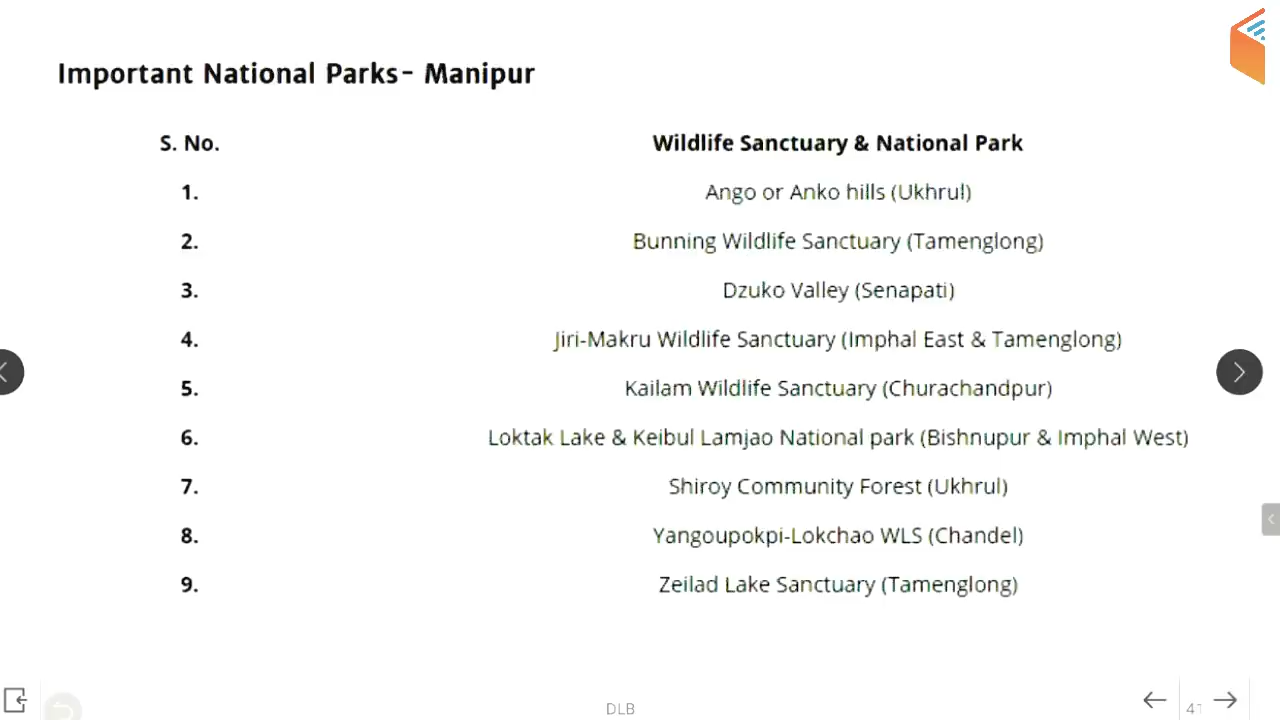 Important National Parks- Manipur
S. No. Wildlife Sanctuary & National Park
1. Ango or Anko hills (Ukhrul)
2. Bunning Wildlife Sanctuary (Tamenglong)
3. Dzuko Valley (Senapati)
4. Jiri-Makru Wildlife Sanctuary (Imphal East & Tamenglong)
5. Kailam Wildlife Sanctuary (Churachandpur)
6. Loktak Lake & Keibul Lamjao National park (Bishnupur & Imphal West)
7. Shiroy Community Forest (Ukhrul)
8. Yangoupokpi-Lokchao WLS (Chandel)
9. Zeilad Lake Sanctuary (Tamenglong)
DLB